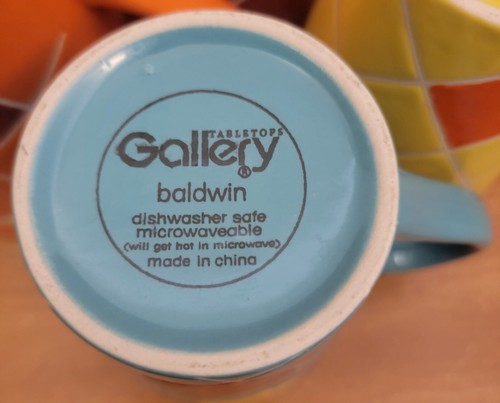 TABLETOPS
Gallery®
baldwin
dishwasher safe
microwaveable
(will get hot in microwave)
made in china